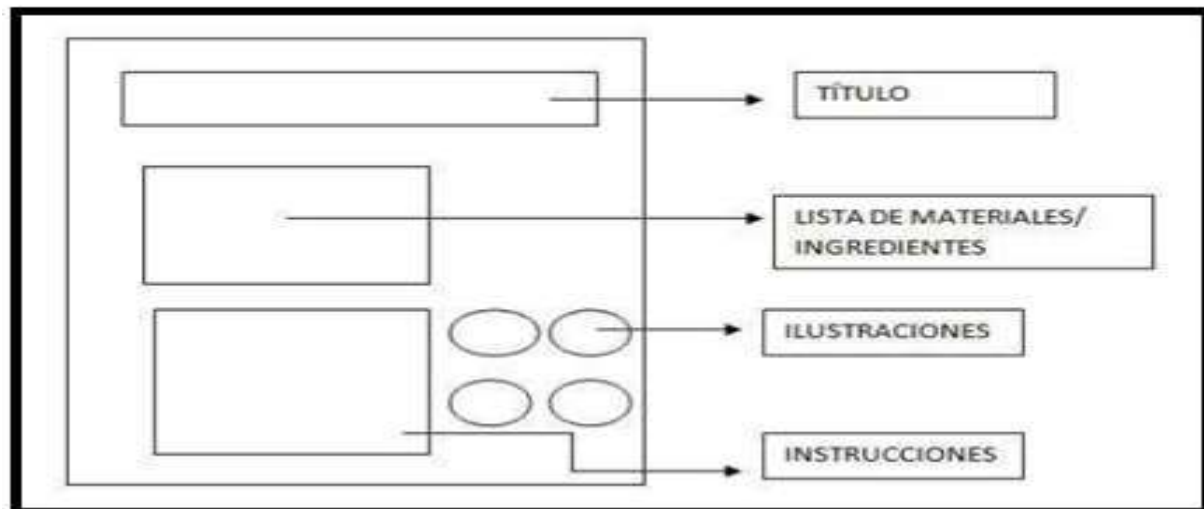 TÍTULO
LISTA DE MATERIALES/
INGREDIENTES
ILUSTRACIONES
INSTRUCCIONES